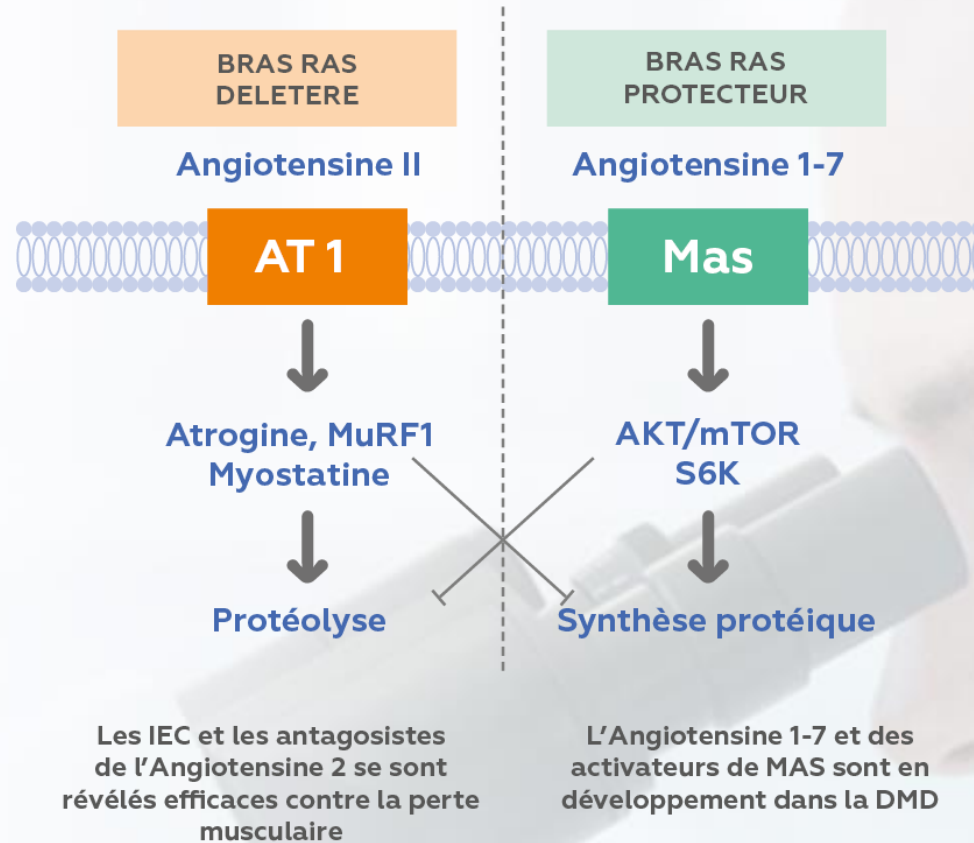 BRAS RAS
DELETERE
Angiotensine II
AT 1
Atrogine, MuRF1
Myostatine
Protéolyse
Les IEC et les antagosistes
de l'Angiotensine 2 se sont
révélés efficaces contre la perte
musculaire
BRAS RAS
PROTECTEUR
Angiotensine 1-7
Mas
AKT/mTOR
S6K
Synthèse protéique
L'Angiotensine 1-7 et des
activateurs de MAS sont en
développement dans la DMD